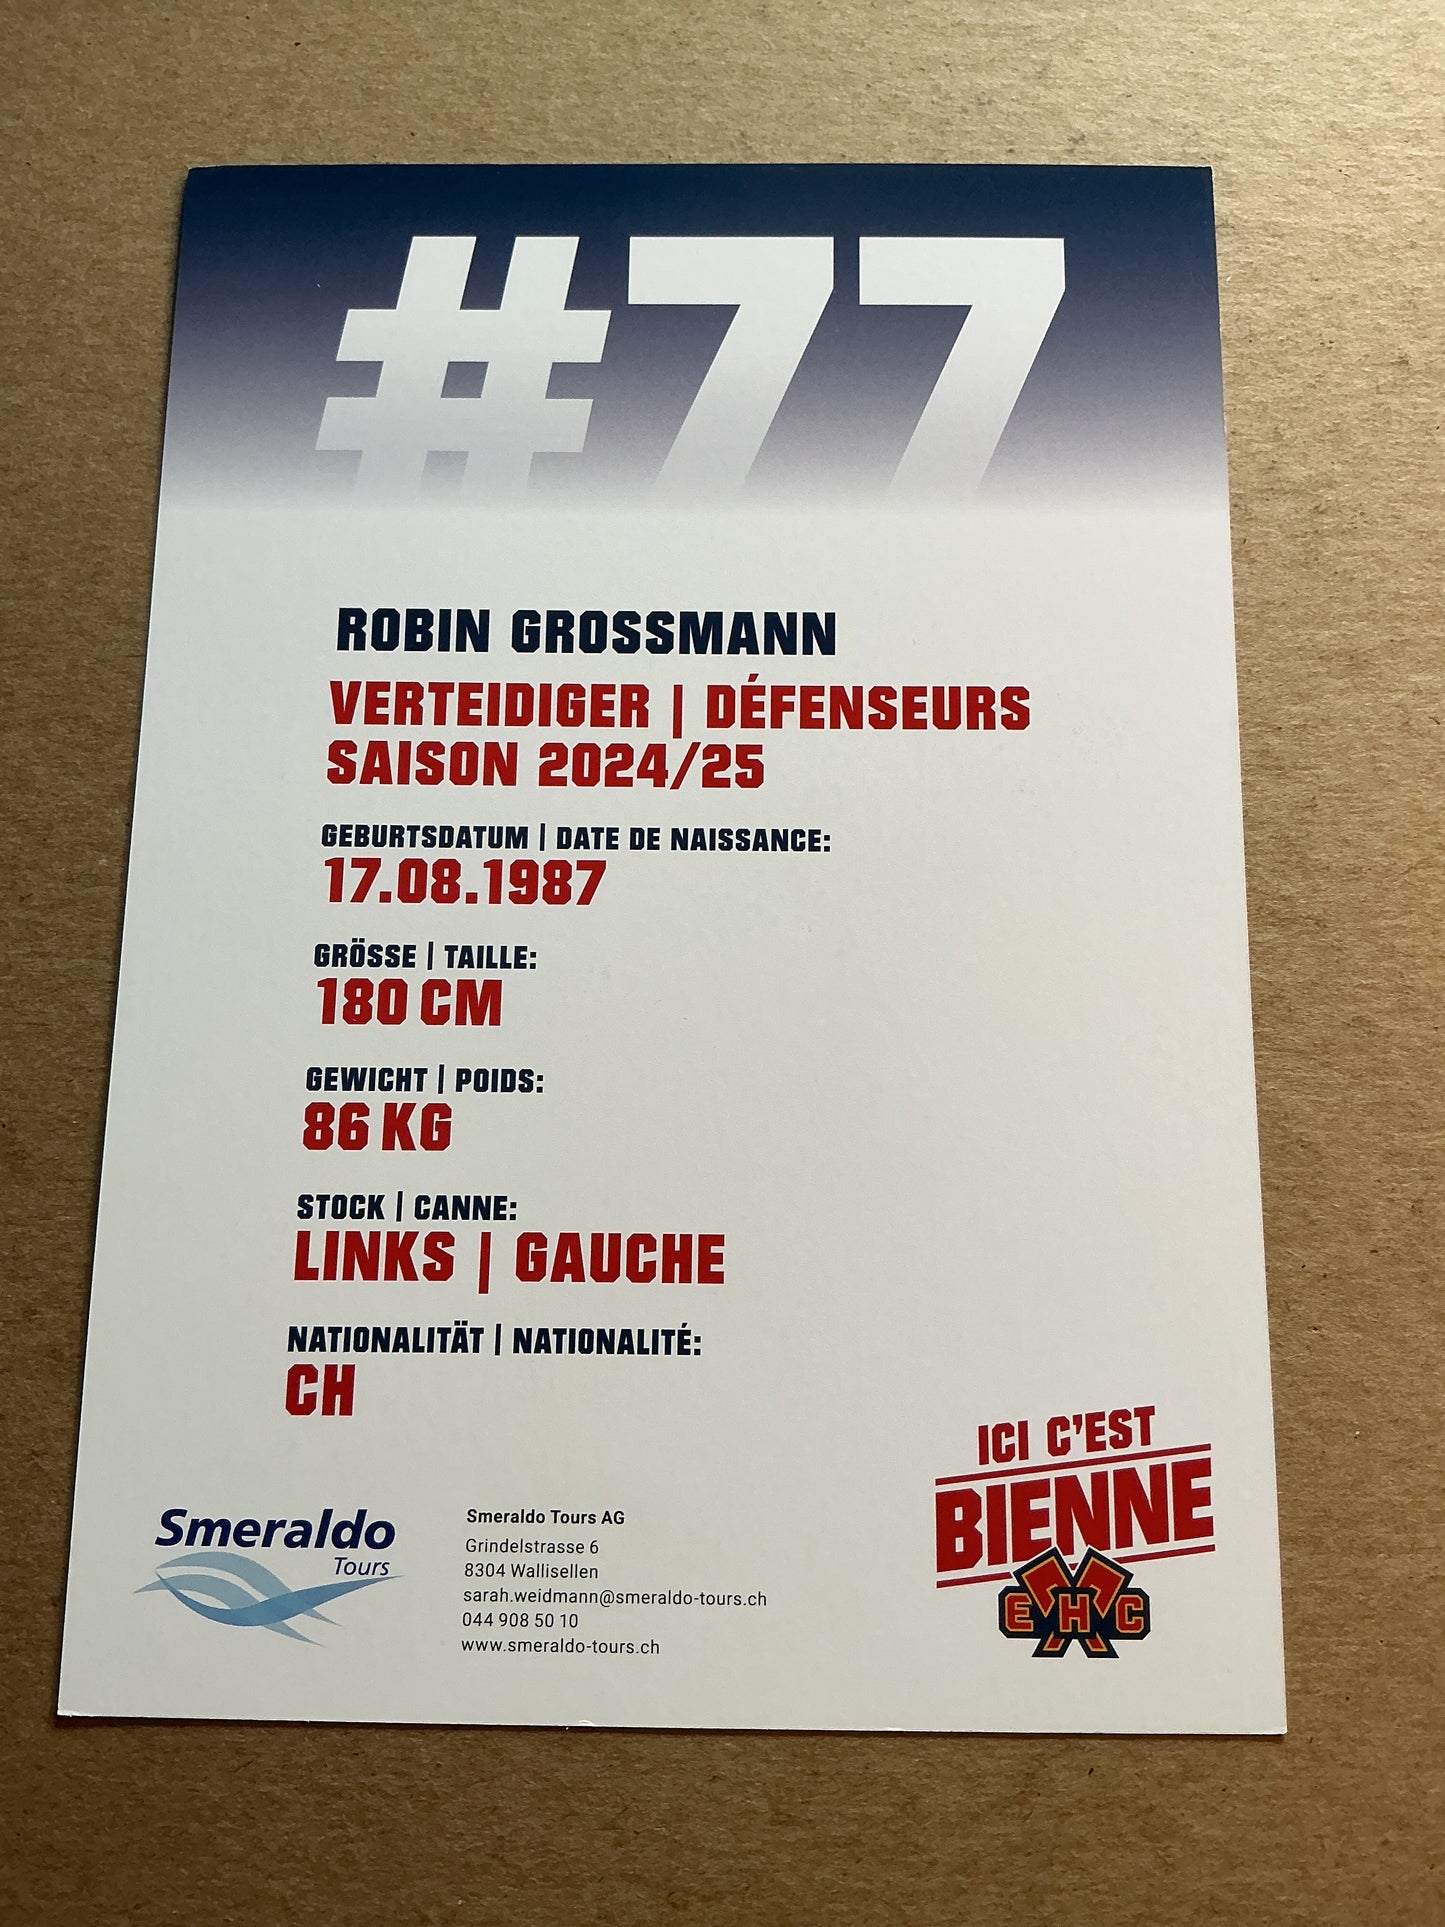 #77
ROBIN GROSSMANN
VERTEIDIGER | DÉFENSEURS
SAISON 2024/25
GEBURTSDATUM | DATE DE NAISSANCE:
17.08.1987
GRÖSSE | TAILLE:
180 CM
GEWICHT | POIDS:
86 KG
STOCK | CANNE:
LINKS | GAUCHE
NATIONALITÄT | NATIONALITÉ:
CH
Smeraldo
Tours
Smeraldo Tours AG
Grindelstrasse 6
8304 Wallisellen
sarah.weidmann@smeraldo-tours.ch
044 908 50 10
www.smeraldo-tours.ch
ICI C'EST
BIENNE
EHC